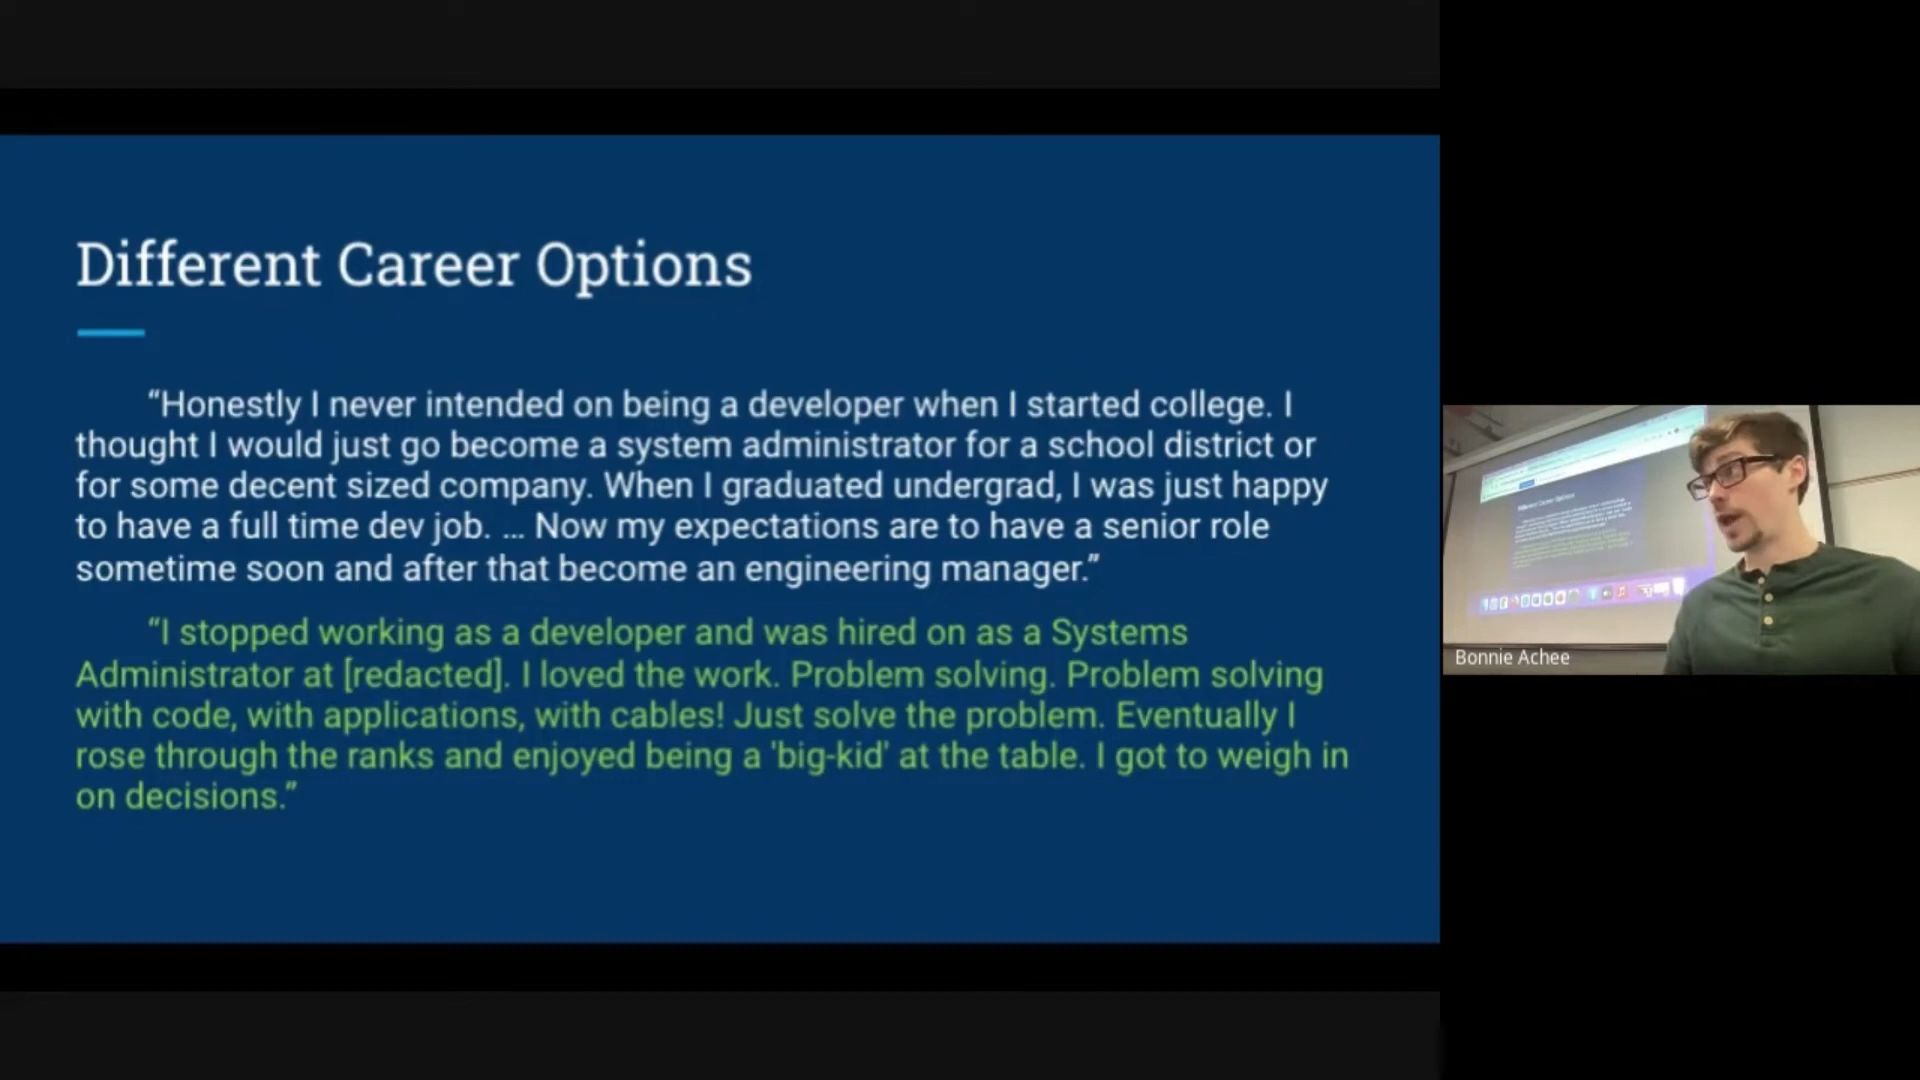 Different Career Options
“Honestly I never intended on being a developer when I started college. I
thought I would just go become a system administrator for a school district or
for some decent sized company. When I graduated undergrad, I was just happy
to have a full time dev job. ... Now my expectations are to have a senior role
sometime soon and after that become an engineering manager.”
“I stopped working as a developer and was hired on as a Systems
Administrator at [redacted]. I loved the work. Problem solving. Problem solving
with code, with applications, with cables! Just solve the problem. Eventually I
rose through the ranks and enjoyed being a 'big-kid' at the table. I got to weigh in
on decisions.”
Different Career Options
Bonnie Achee